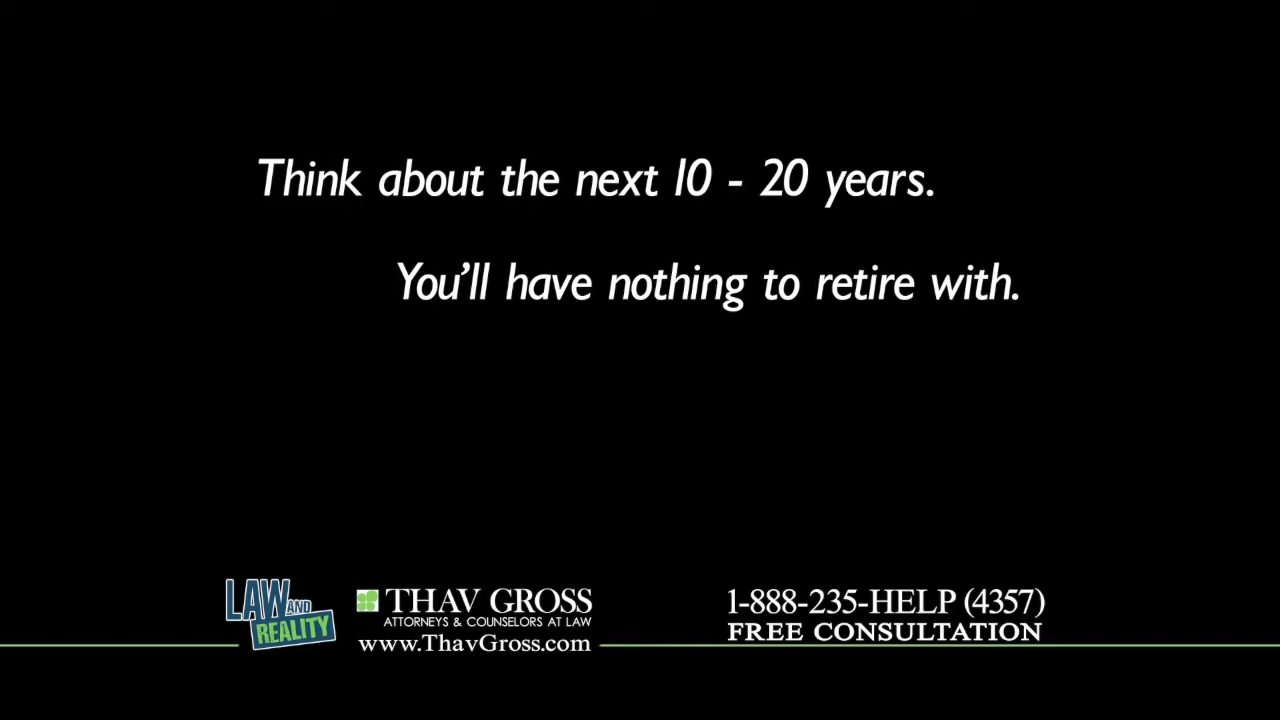 Think about the next 10 - 20 years.
You'll have nothing to retire with.
LAW AND
REALITY
THAV GROSS
ATTORNEYS & COUNSELORS AT LAW
www.ThavGross.com
1-888-235-HELP (4357)
FREE CONSULTATION